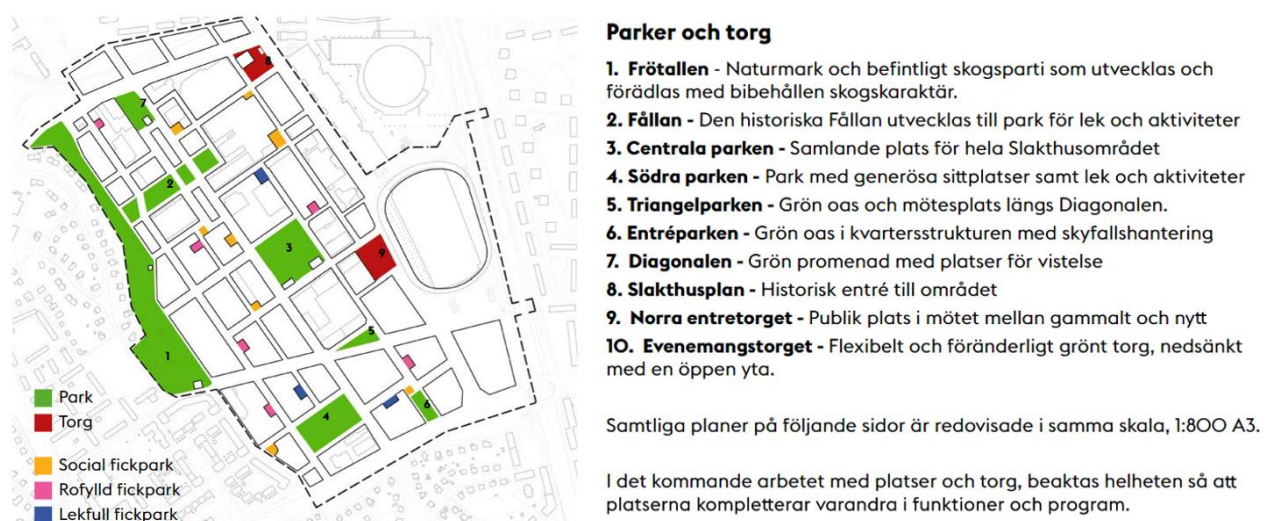 8
7
2
3
9
5
1
6
4
Park
Torg
Social fickpark
Rofylld fickpark
Lekfull fickpark
Parker och torg
1. Frötallen - Naturmark och befintligt skogsparti som utvecklas och
förädlas med bibehållen skogskaraktär.
2. Fållan - Den historiska Fållan utvecklas till park för lek och aktiviteter
3. Centrala parken - Samlande plats för hela Slakthusområdet
4. Södra parken - Park med generösa sittplatser samt lek och aktiviteter
5. Triangelparken - Grön oas och mötesplats längs Diagonalen.
6. Entréparken - Grön oas i kvartersstrukturen med skyfallshantering
7. Diagonalen - Grön promenad med platser för vistelse
8. Slakthusplan - Historisk entré till området
9. Norra entretorget - Publik plats i mötet mellan gammalt och nytt
10. Evenemangstorget - Flexibelt och föränderligt grönt torg, nedsänkt
med en öppen yta.
Samtliga planer på följande sidor är redovisade i samma skala, 1:800 A3.
I det kommande arbetet med platser och torg, beaktas helheten så att
platserna kompletterar varandra i funktioner och program.